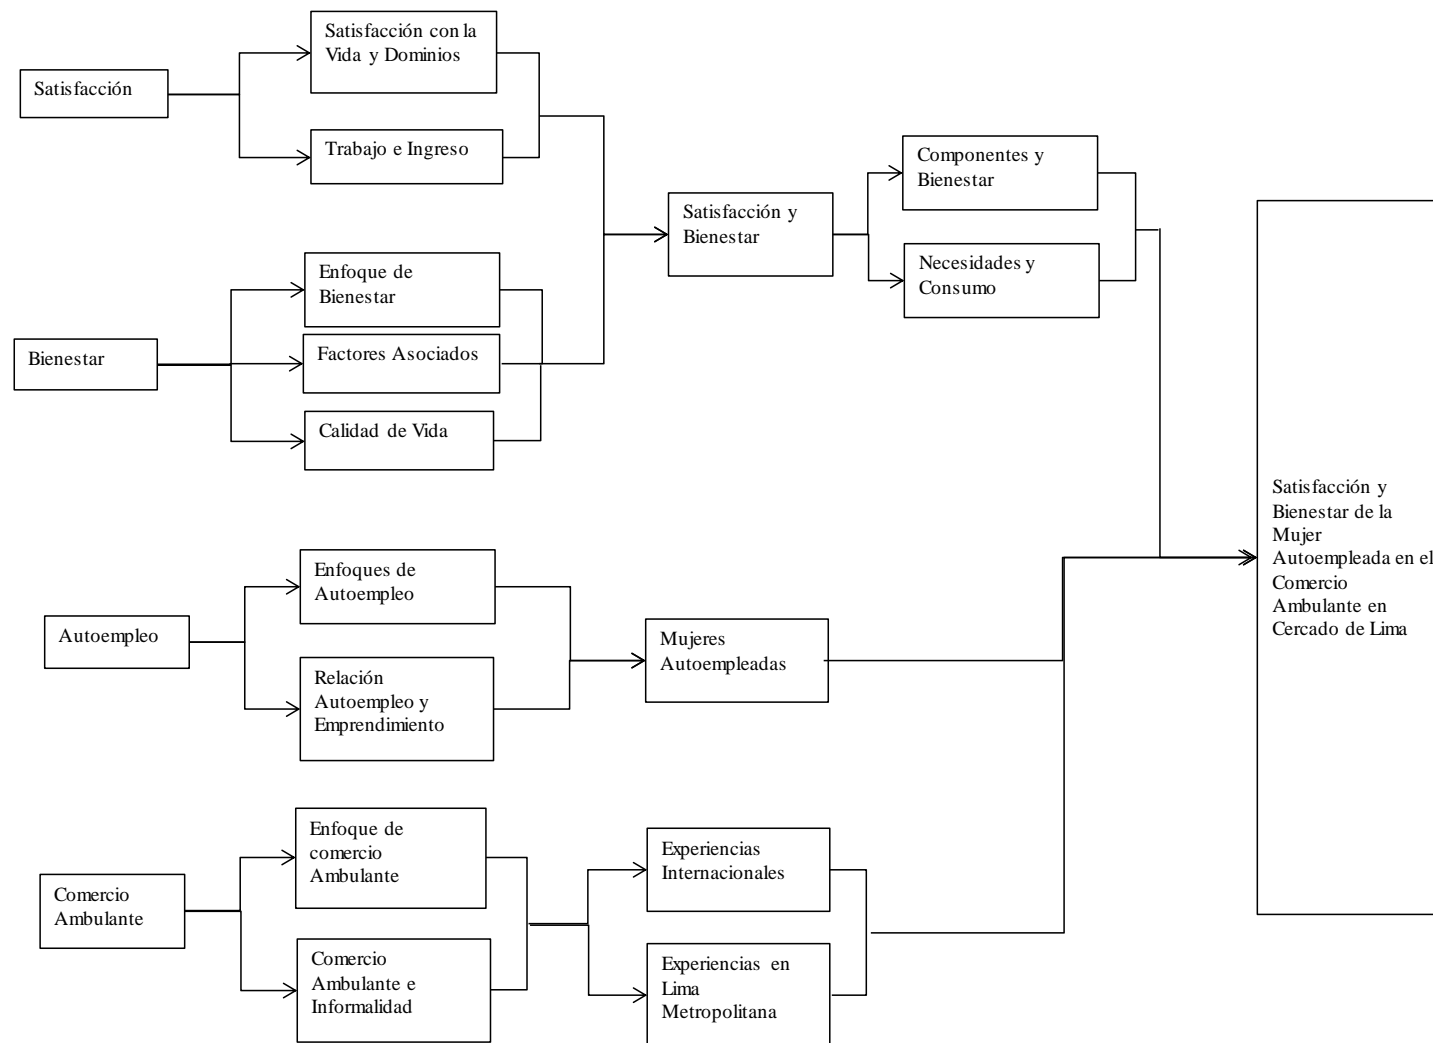 Satisfacción
Satisfacción con la
Vida y Dominios
Trabajo e Ingreso
Bienestar
Enfoque de
Bienestar
Factores Asociados
Calidad de Vida
Satisfacción y
Bienestar
Componentes y
Bienestar
Necesidades y
Consumo
Autoempleo
Enfoques de
Autoempleo
Relación
Autoempleo y
Emprendimiento
Mujeres
Autoempleadas
Comercio
Ambulante
Enfoque de
comercio
Ambulante
Comercio
Ambulante e
Informalidad
Experiencias
Internacionales
Experiencias en
Lima
Metropolitana
Satisfacción y
Bienestar de la
Mujer
Autoempleada en el
Comercio
Ambulante en
Cercado de Lima